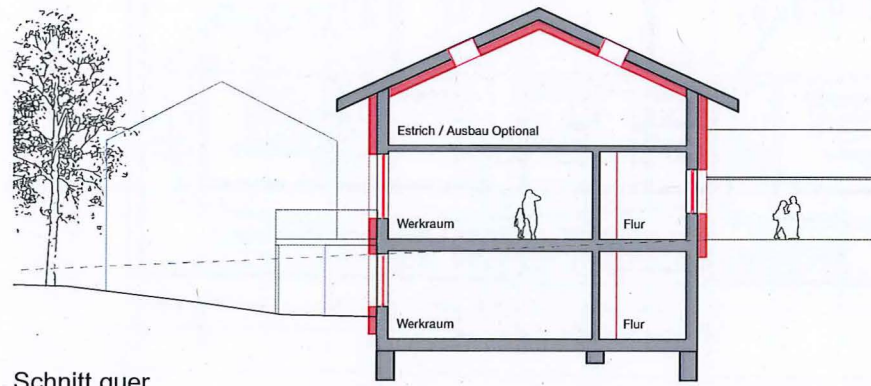 Estrich / Ausbau Optional
Werkraum
Flur
Werkraum
Flur
Schnitt quer